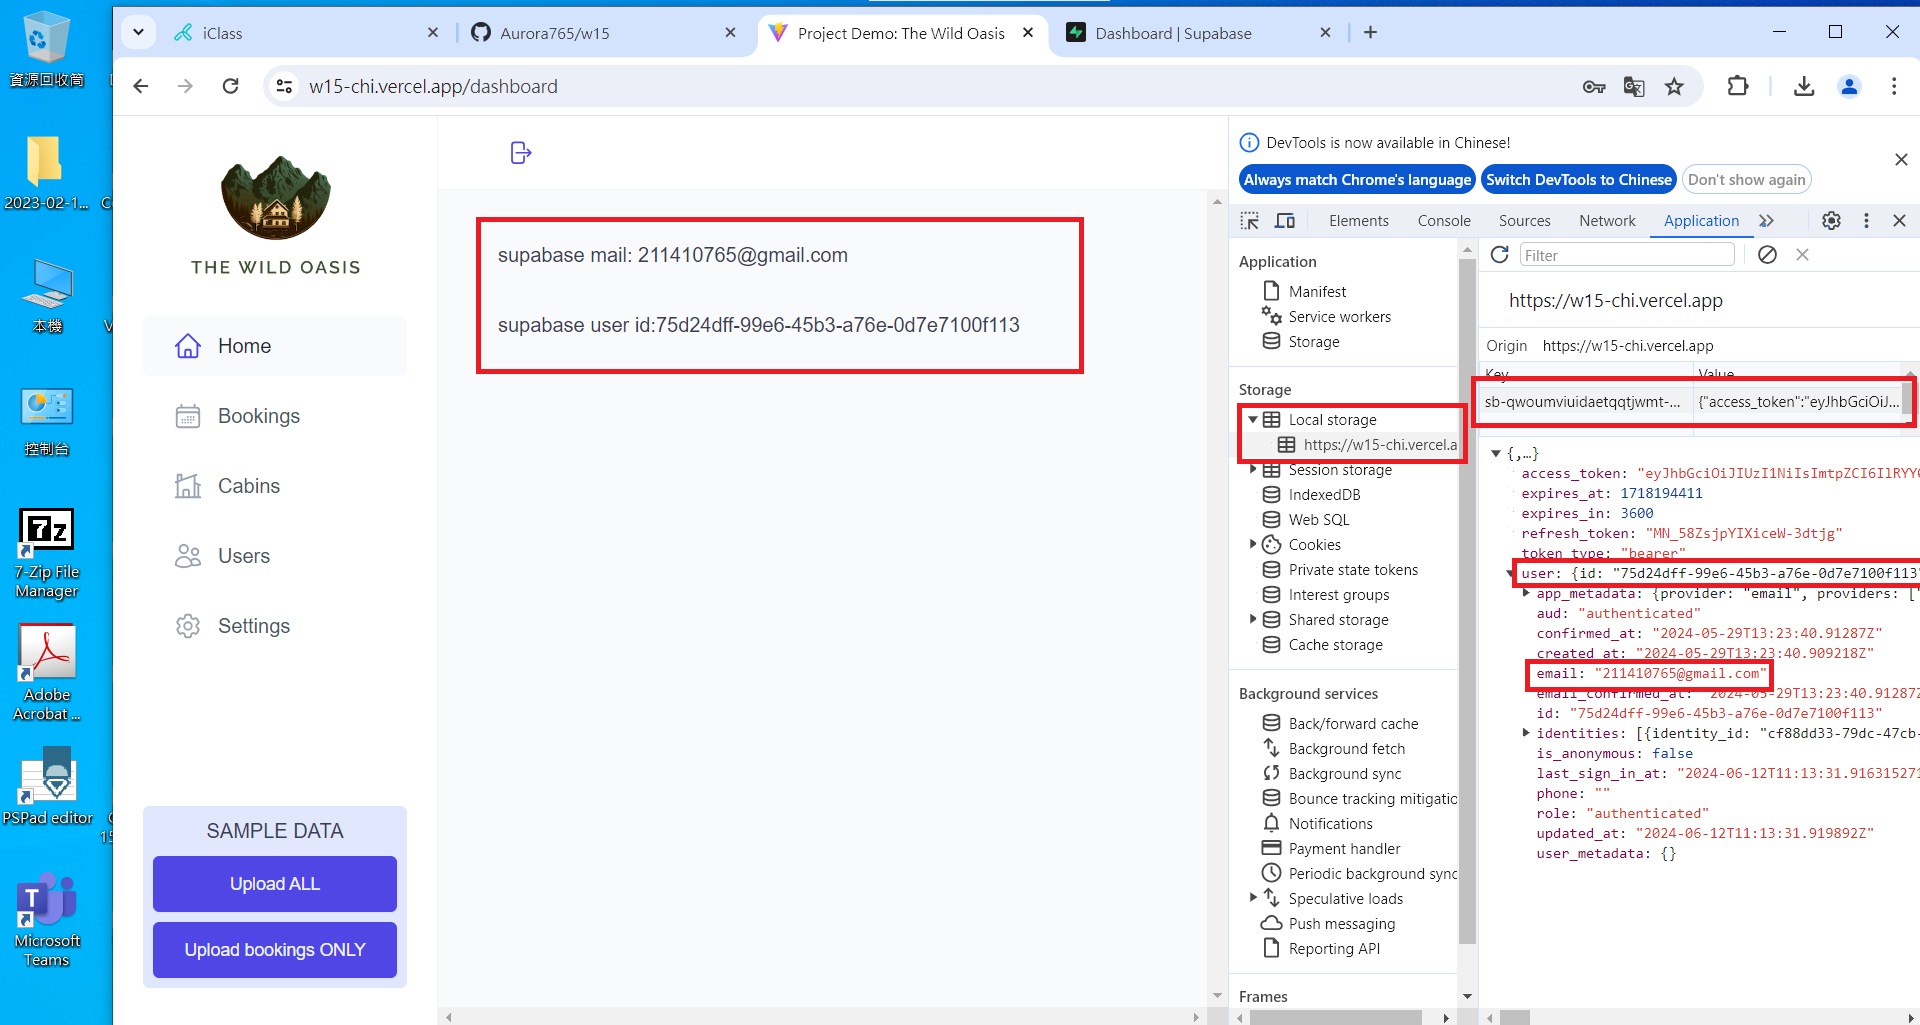 資源回收筒
2023-02-1...
本機
控制台
7-Zip File
Manager
Adobe
Acrobat ...
PSPad editor
Microsoft
Teams
iClass
Aurora765/w15
Project Demo: The Wild Oasis
Dashboard | Supabase
w15-chi.vercel.app/dashboard
THE WILD OASIS
Home
Bookings
Cabins
Users
Settings
SAMPLE DATA
Upload ALL
Upload bookings ONLY
supabase mail: 211410765@gmail.com
supabase user id:75d24dff-99e6-45b3-a76e-0d7e7100f113
DevTools is now available in Chinese!
Always match Chrome's language
Switch DevTools to Chinese
Don't show again
Elements
Console
Sources
Network
Application
Application
Manifest
Service workers
Storage
Storage
Local storage
https://w15-chi.vercel.a
Session storage
IndexedDB
Web SQL
Cookies
Private state tokens
Interest groups
Shared storage
Cache storage
Background services
Back/forward cache
Background fetch
Background sync
Bounce tracking mitigatio
Notifications
Payment handler
Periodic background sync
Speculative loads
Push messaging
Reporting API
Frames
Filter
https://w15-chi.vercel.app
Origin https://w15-chi.vercel.app
Key Value
sb-qwoumviuidaetqqtjwmt-... {"access_token":"eyJhbGciOiJ...
{,…}
access_token: "eyJhbGciOiJIUzI1NiIsImtpZCI6IlRYY
expires_at: 1718194411
expires_in: 3600
refresh_token: "MN_58ZsjpYIXiceW-3dtjg"
token_type: "bearer"
user: {id: "75d24dff-99e6-45b3-a76e-0d7e7100f113"
app_metadata: {provider: "email", providers: ["
aud: "authenticated"
confirmed_at: "2024-05-29T13:23:40.91287Z"
created_at: "2024-05-29T13:23:40.909218Z"
email: "211410765@gmail.com"
email_confirmed_at: "2024-05-29T13:23:40.91287Z
id: "75d24dff-99e6-45b3-a76e-0d7e7100f113"
identities: [{identity_id: "cf88dd33-79dc-47cb-
is_anonymous: false
last_sign_in_at: "2024-06-12T11:13:31.916315271
phone: ""
role: "authenticated"
updated_at: "2024-06-12T11:13:31.919892Z"
user_metadata: {}